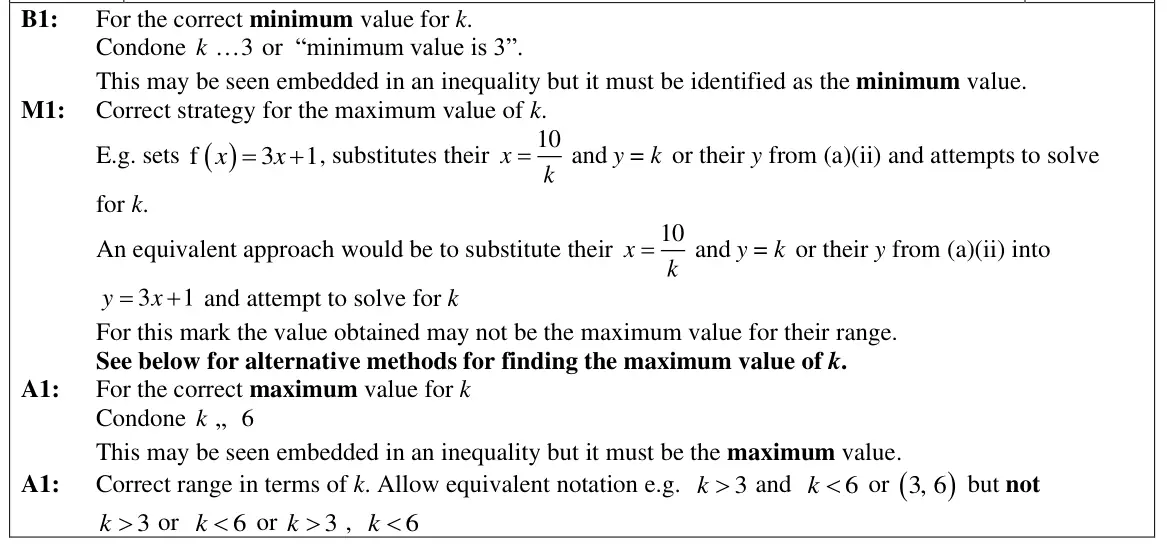 B1: For the correct minimum value for k.
Condone k …3 or “minimum value is 3”.
This may be seen embedded in an inequality but it must be identified as the minimum value.
M1: Correct strategy for the maximum value of k.
E.g. sets f(x) = 3x+1, substitutes their x = 10/k and y = k or their y from (a)(ii) and attempts to solve
for k.
An equivalent approach would be to substitute their x = 10/k and y = k or their y from (a)(ii) into
y = 3x+1 and attempt to solve for k
For this mark the value obtained may not be the maximum value for their range.
See below for alternative methods for finding the maximum value of k.
A1: For the correct maximum value for k
Condone k „ 6
This may be seen embedded in an inequality but it must be the maximum value.
A1: Correct range in terms of k. Allow equivalent notation e.g. k > 3 and k < 6 or (3, 6) but not
k > 3 or k < 6 or k > 3 , k < 6